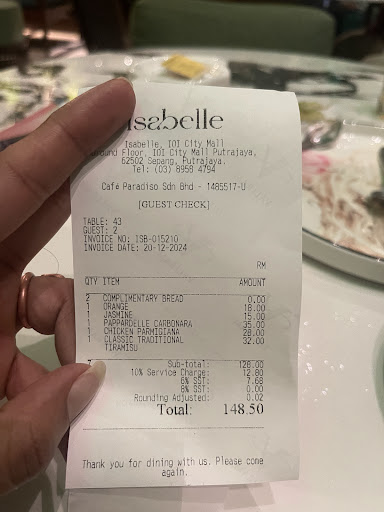 Isabelle
Isabelle, IOI City Mall
Ground Floor, IOI City Mall Putrajaya,
62502 Sepang, Putrajaya.
Tel: (03) 8958 4794
Café Paradiso Sdn Bhd - 1485517-U
[GUEST CHECK]
TABLE: 43
GUEST: 2
INVOICE NO: ISB-015210
INVOICE DATE: 20-12-2024
RM
QTY ITEM AMOUNT
2 COMPLIMENTARY BREAD 0.00
1 ORANGE 18.00
1 JASMINE 15.00
1 PAPPARDELLE CARBONARA 35.00
1 CHICKEN PARMIGIANA 28.00
1 CLASSIC TRADITIONAL 32.00
TIRAMISU
7 Sub-total: 128.00
10% Service Charge: 12.80
6% SST: 7.68
8% SST: 0.00
Rounding Adjusted: 0.02
Total: 148.50
Thank you for dining with us. Please come
again.